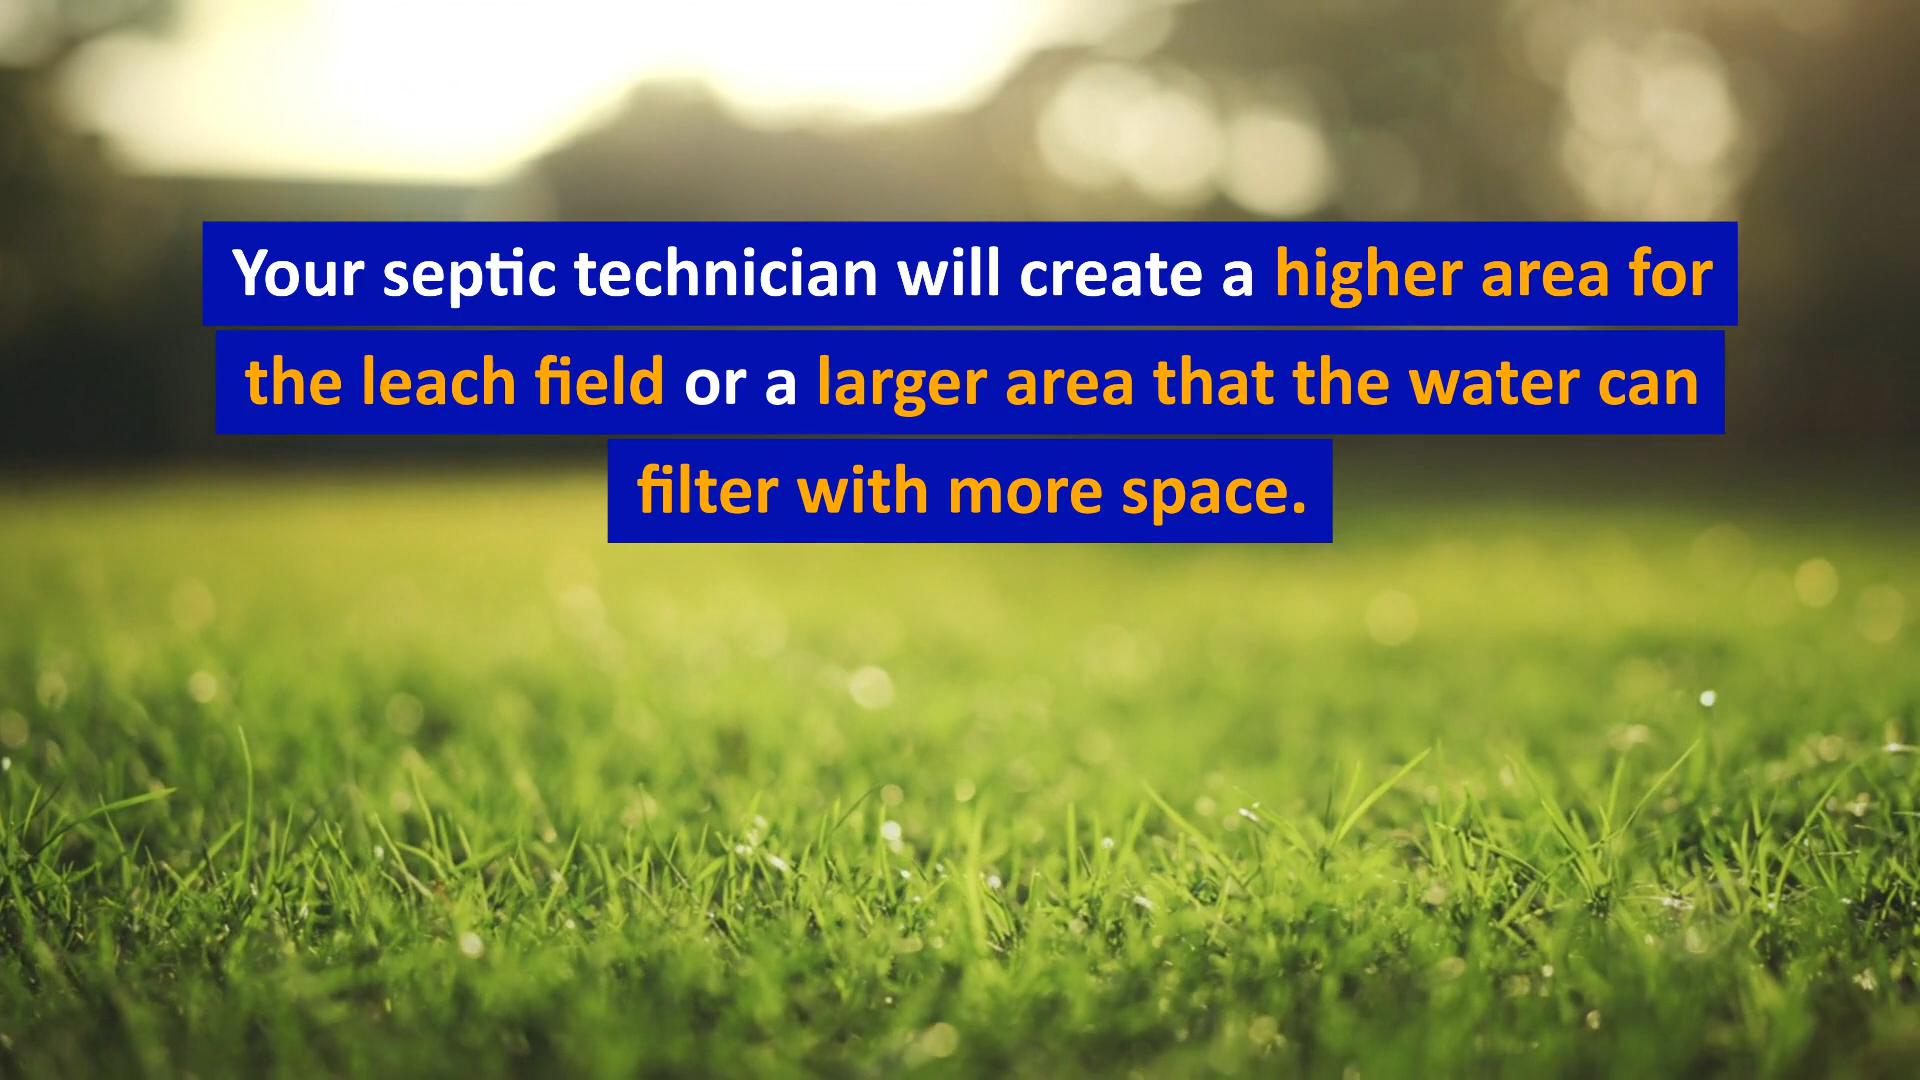 Your septic technician will create a higher area for
the leach field or a larger area that the water can
filter with more space.